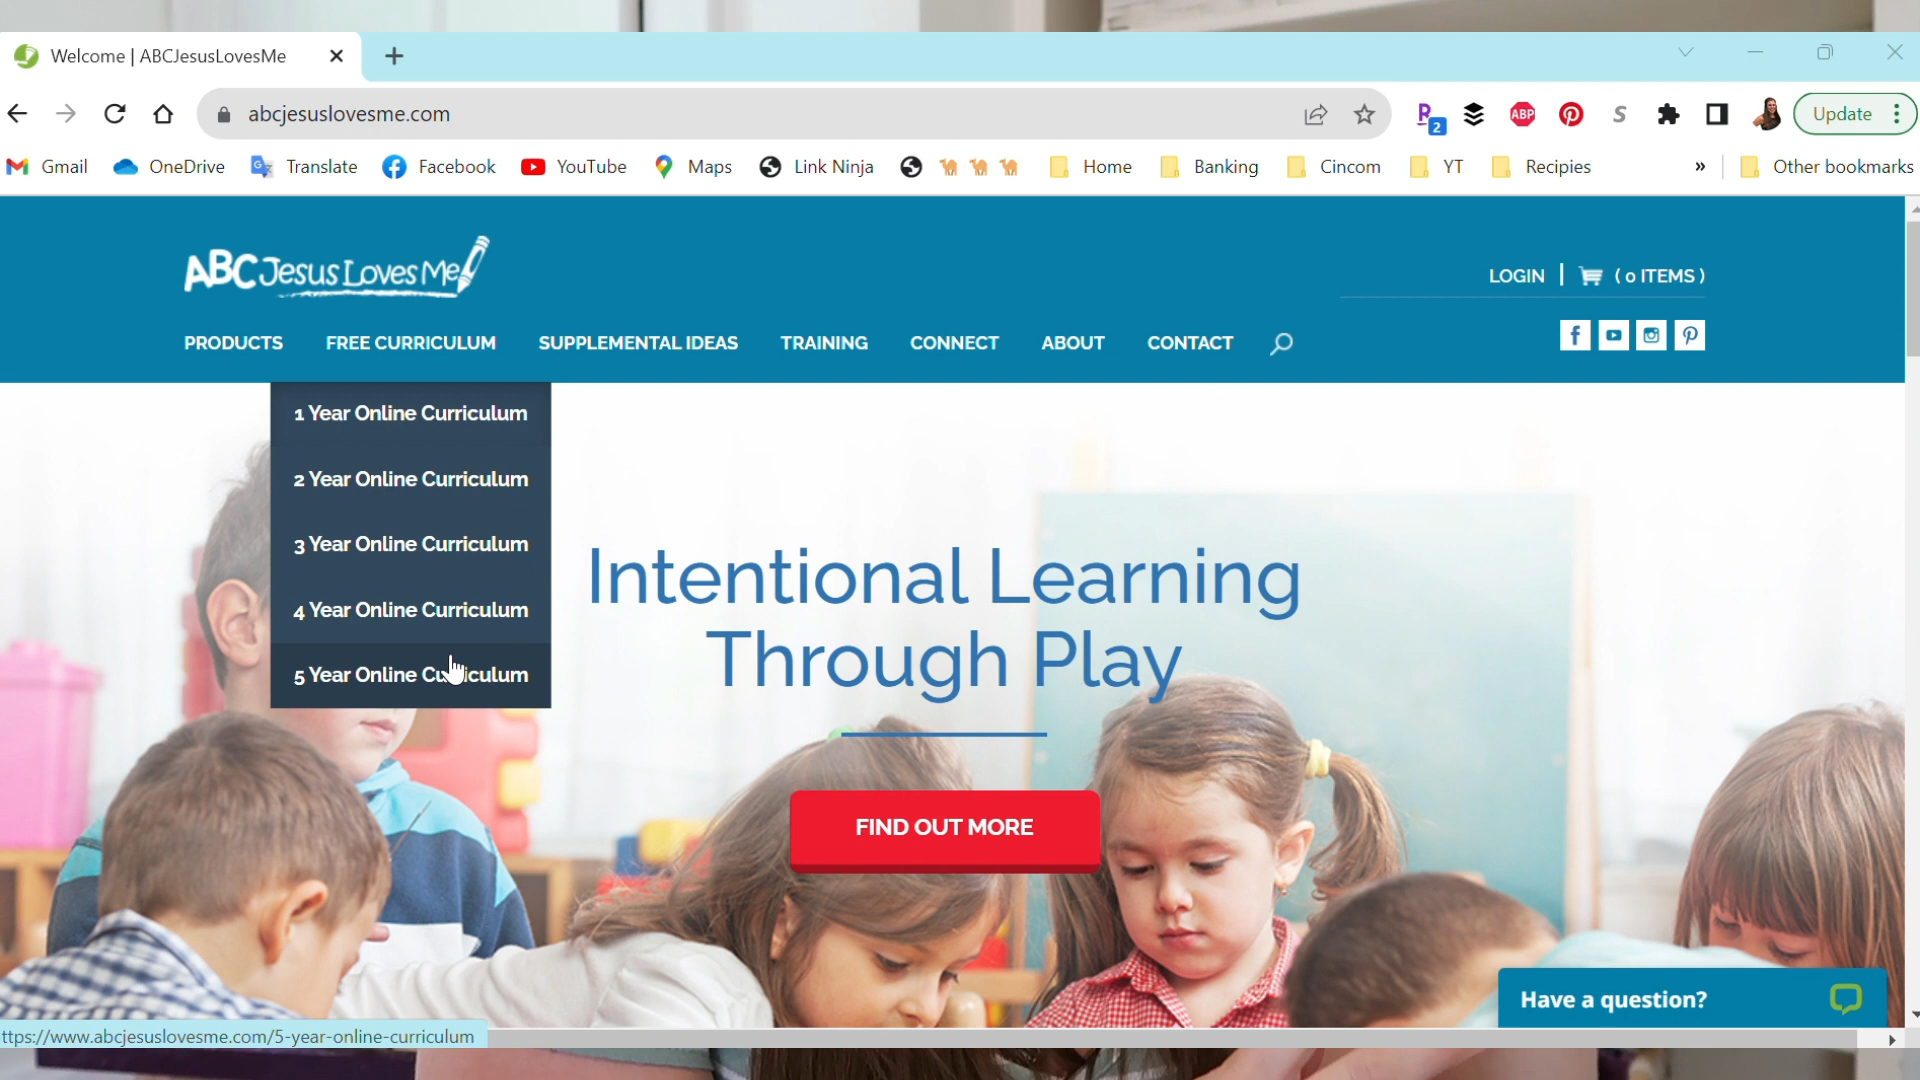 Welcome | ABCJesusLovesMe
abcjesuslovesme.com
2
ABP
Update
Gmail
OneDrive
Translate
Facebook
YouTube
Maps
Link Ninja
Home
Banking
Cincom
YT
Recipies
»
Other bookmarks
ABC Jesus Loves Me
LOGIN | ( 0 ITEMS )
PRODUCTS
FREE CURRICULUM
SUPPLEMENTAL IDEAS
TRAINING
CONNECT
ABOUT
CONTACT
1 Year Online Curriculum
2 Year Online Curriculum
3 Year Online Curriculum
4 Year Online Curriculum
5 Year Online Curriculum
Intentional Learning
Through Play
FIND OUT MORE
Have a question?
ttps://www.abcjesuslovesme.com/5-year-online-curriculum